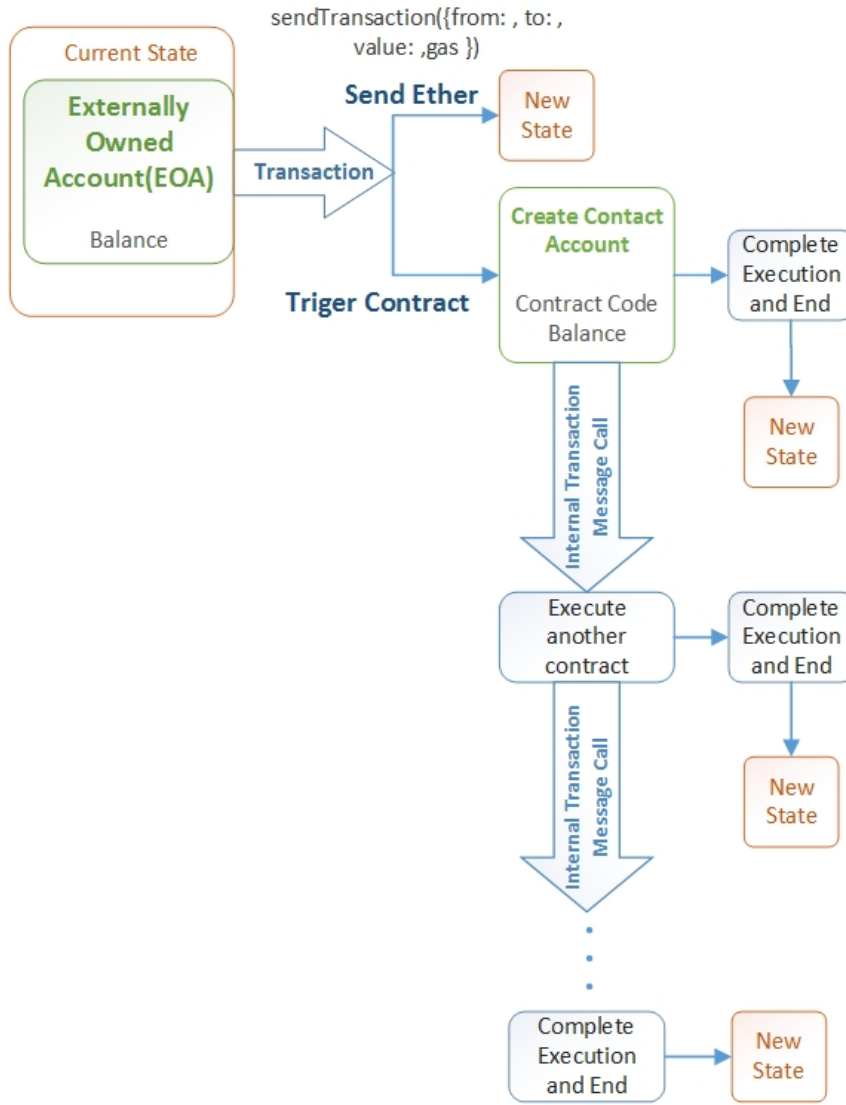 sendTransaction({from: , to: ,
value: ,gas })
Current State
Externally
Owned
Account(EOA)
Balance
Transaction
Send Ether
New
State
Triger Contract
Create Contact
Account
Contract Code
Balance
Complete
Execution
and End
New
State
Internal Transaction
Message Call
Execute
another
contract
Complete
Execution
and End
New
State
Internal Transaction
Message Call
Complete
Execution
and End
New
State